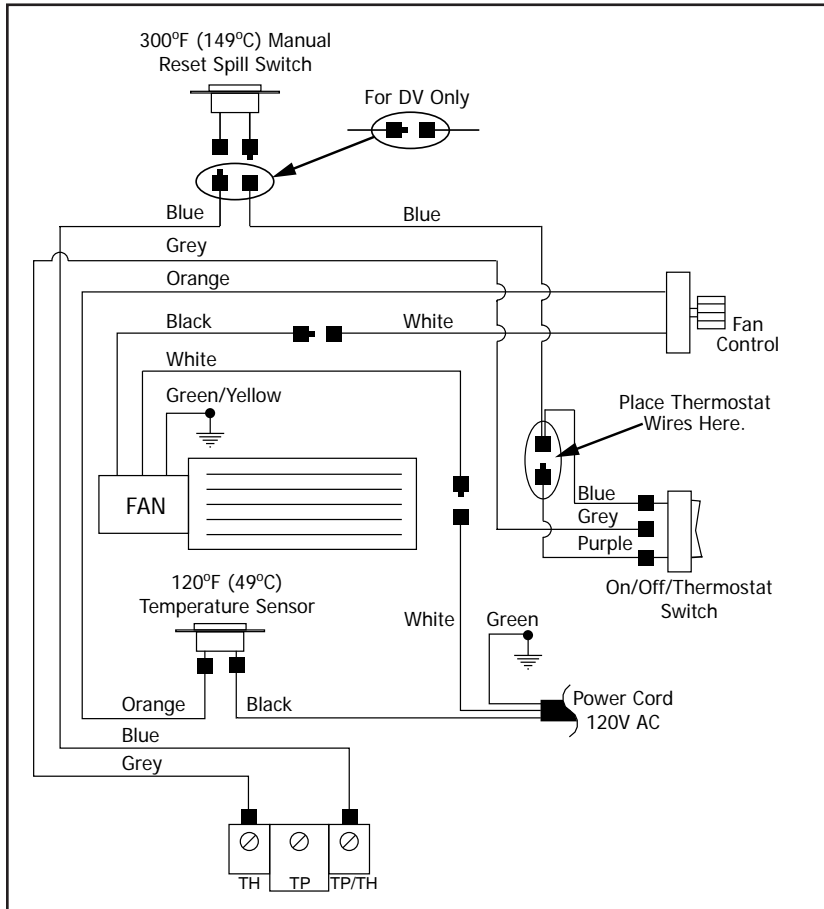 300°F (149°C) Manual
Reset Spill Switch
For DV Only
Blue
Blue
Grey
Orange
Black
White
Fan
Control
White
Green/Yellow
Place Thermostat
Wires Here.
FAN
Blue
Grey
Purple
On/Off/Thermostat
Switch
120°F (49°C)
Temperature Sensor
White
Green
Orange
Black
Power Cord
120V AC
Blue
Grey
TH
TP
TP/TH